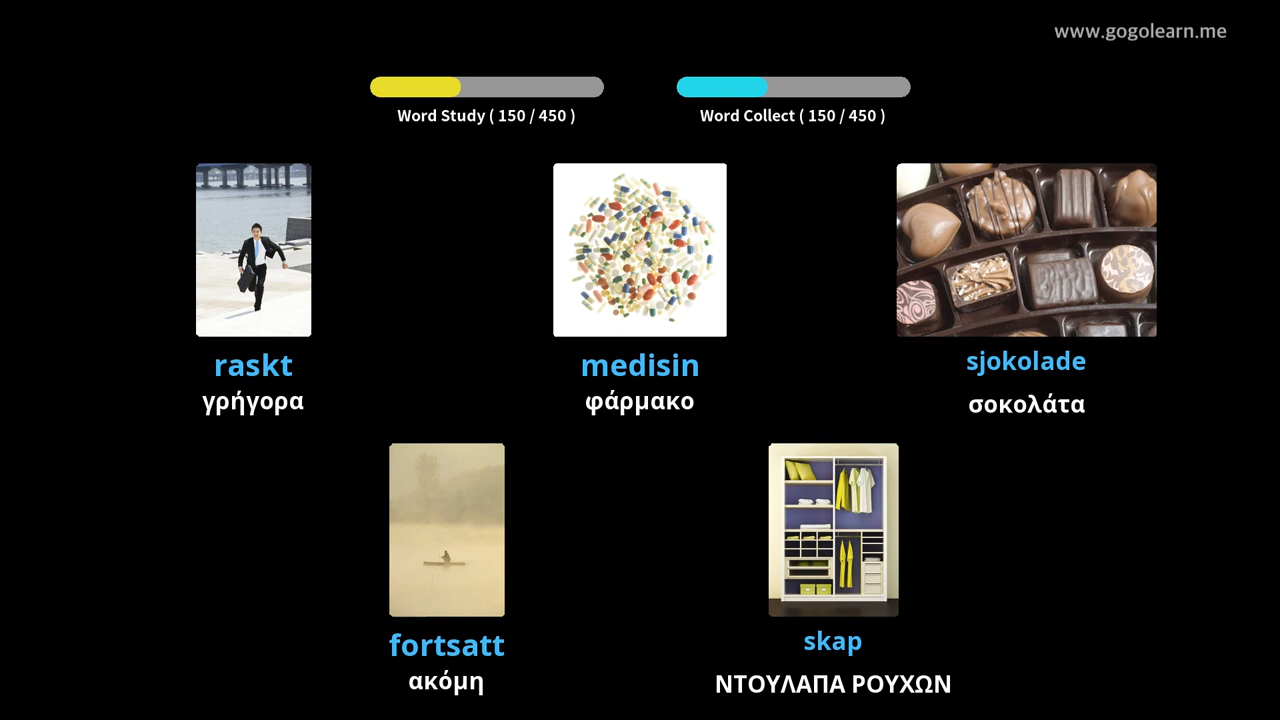 www.gogolearn.me
Word Study ( 150 / 450 )
Word Collect ( 150 / 450 )
raskt
γρήγορα
medisin
φάρμακο
sjokolade
σοκολάτα
fortsatt
ακόμη
skap
ΝΤΟΥΛΑΠΑ ΡΟΥΧΩΝ